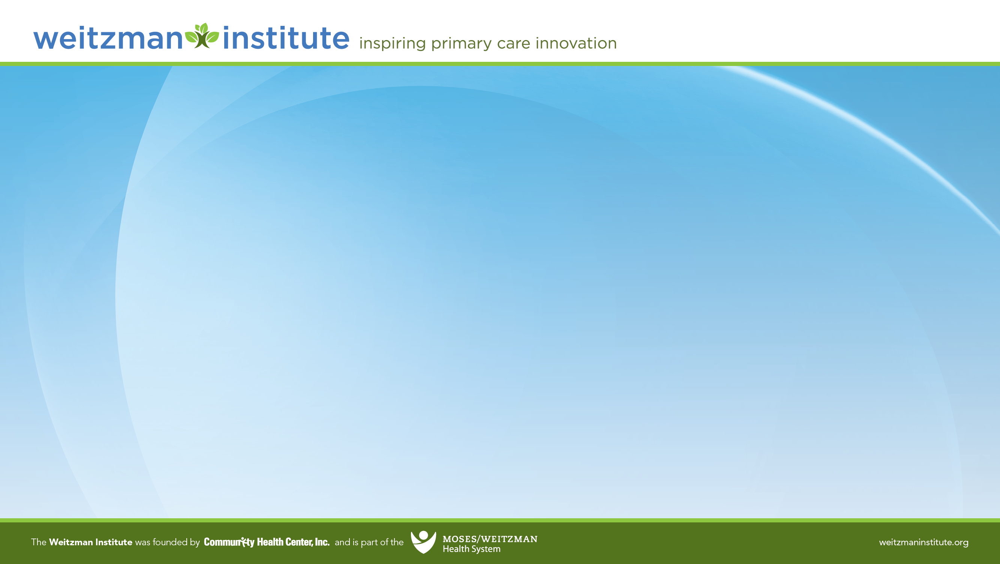 weitzman institute inspiring primary care innovation
The Weitzman Institute was founded by Community Health Center, Inc. and is part of the MOSES/WEITZMAN Health System
weitzmaninstitute.org